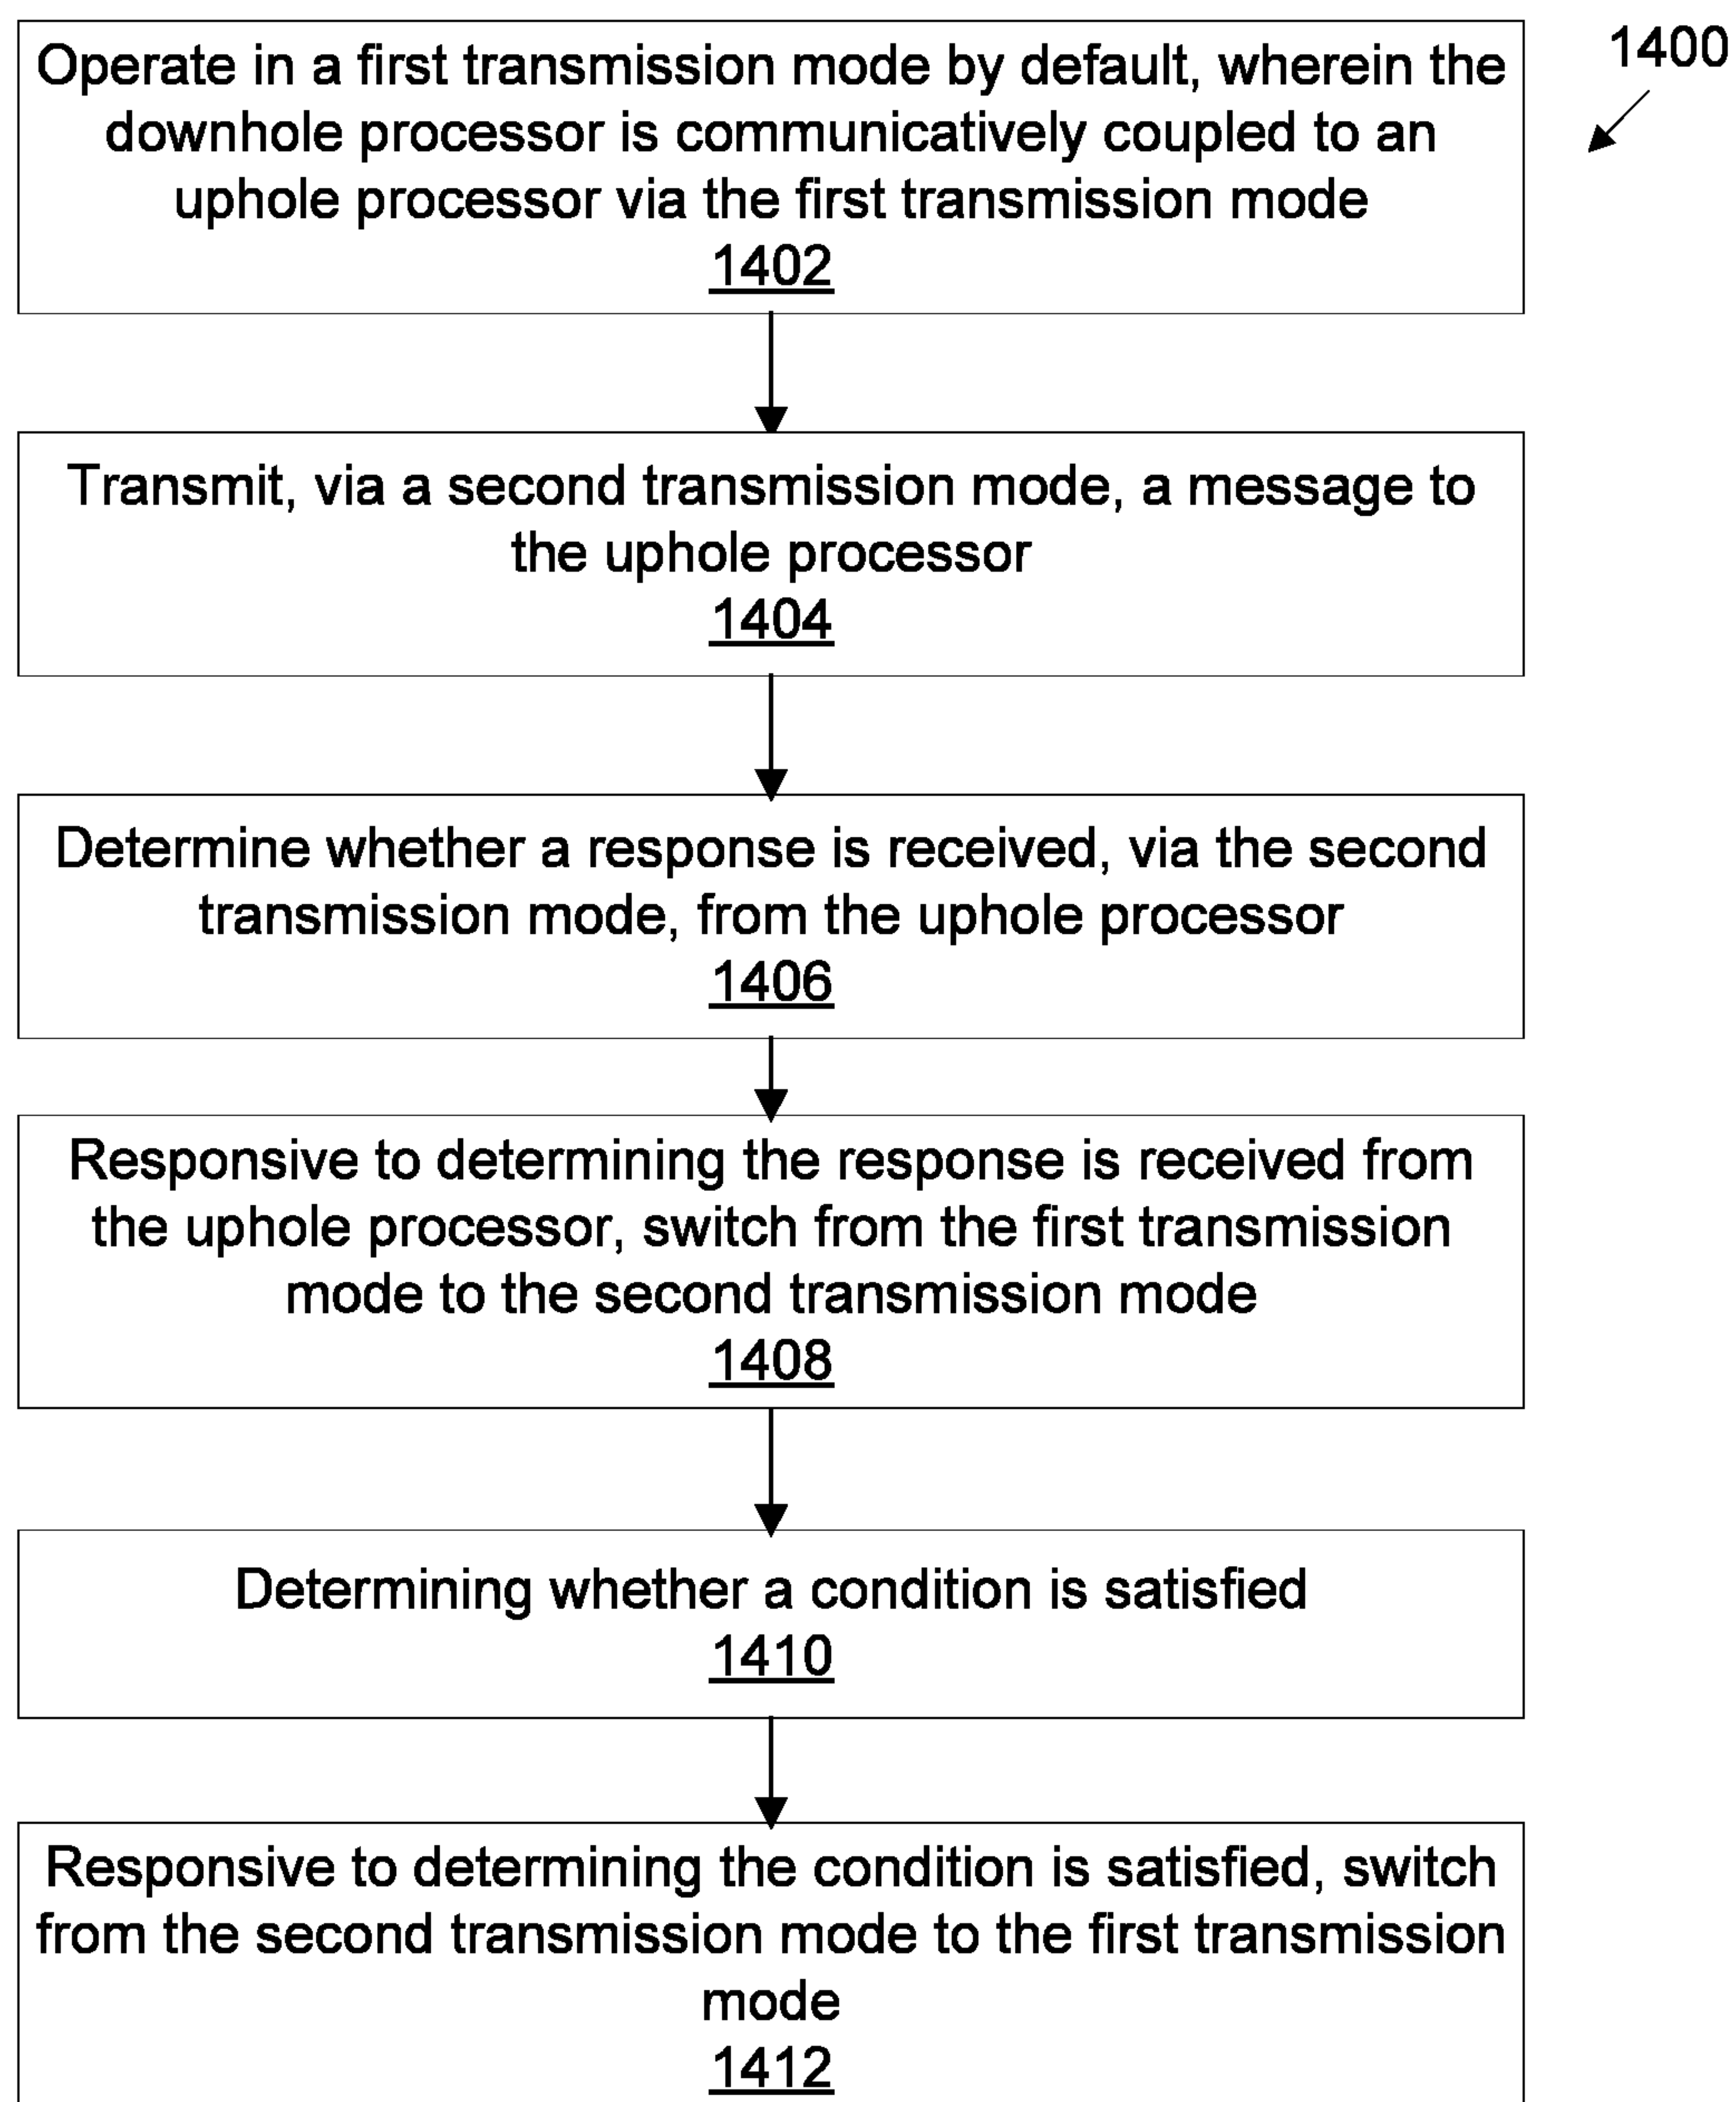 1400
Operate in a first transmission mode by default, wherein the
downhole processor is communicatively coupled to an
uphole processor via the first transmission mode
1402
Transmit, via a second transmission mode, a message to
the uphole processor
1404
Determine whether a response is received, via the second
transmission mode, from the uphole processor
1406
Responsive to determining the response is received from
the uphole processor, switch from the first transmission
mode to the second transmission mode
1408
Determining whether a condition is satisfied
1410
Responsive to determining the condition is satisfied, switch
from the second transmission mode to the first transmission
mode
1412